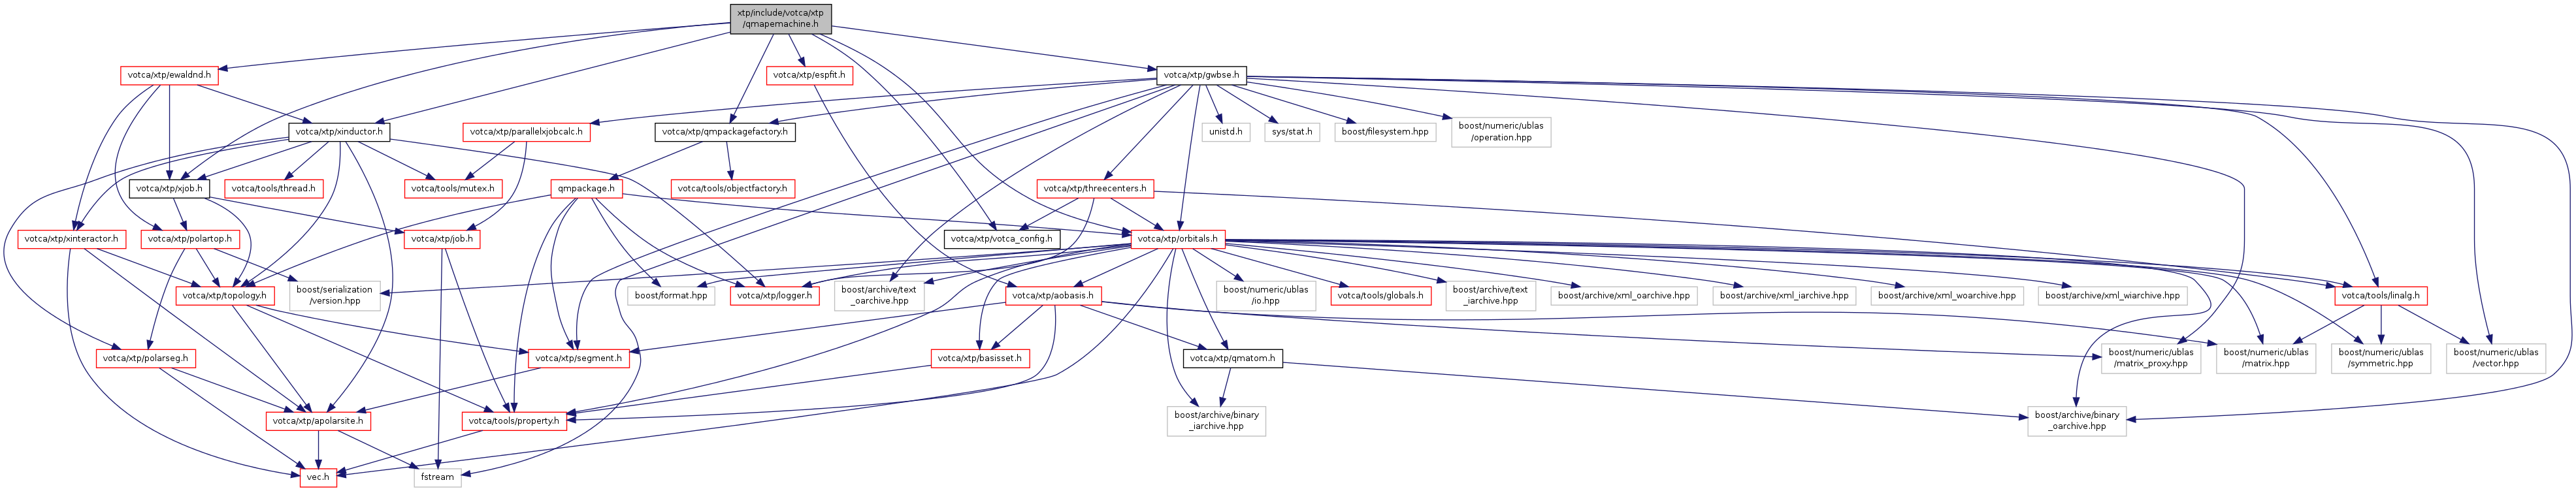 xtp/include/votca/xtp
/qmapemachine.h
votca/xtp/ewaldnd.h
votca/xtp/espfit.h
votca/xtp/gwbse.h
votca/xtp/xinductor.h
votca/xtp/parallelxjobcalc.h
votca/xtp/qmpackagefactory.h
unistd.h
sys/stat.h
boost/filesystem.hpp
boost/numeric/ublas
/operation.hpp
votca/xtp/xjob.h
votca/tools/thread.h
votca/tools/mutex.h
qmpackage.h
votca/tools/objectfactory.h
votca/xtp/threecenters.h
votca/xtp/xinteractor.h
votca/xtp/polartop.h
votca/xtp/job.h
votca/xtp/votca_config.h
votca/xtp/orbitals.h
votca/xtp/topology.h
boost/serialization
/version.hpp
boost/format.hpp
votca/xtp/logger.h
boost/archive/text
_oarchive.hpp
votca/xtp/aobasis.h
boost/numeric/ublas
/io.hpp
votca/tools/globals.h
boost/archive/text
_iarchive.hpp
boost/archive/xml_oarchive.hpp
boost/archive/xml_iarchive.hpp
boost/archive/xml_woarchive.hpp
boost/archive/xml_wiarchive.hpp
votca/tools/linalg.h
votca/xtp/polarseg.h
votca/xtp/segment.h
votca/xtp/basisset.h
votca/xtp/qmatom.h
boost/numeric/ublas
/matrix_proxy.hpp
boost/numeric/ublas
/matrix.hpp
boost/numeric/ublas
/symmetric.hpp
boost/numeric/ublas
/vector.hpp
votca/xtp/apolarsite.h
votca/tools/property.h
boost/archive/binary
_iarchive.hpp
boost/archive/binary
_oarchive.hpp
vec.h
fstream